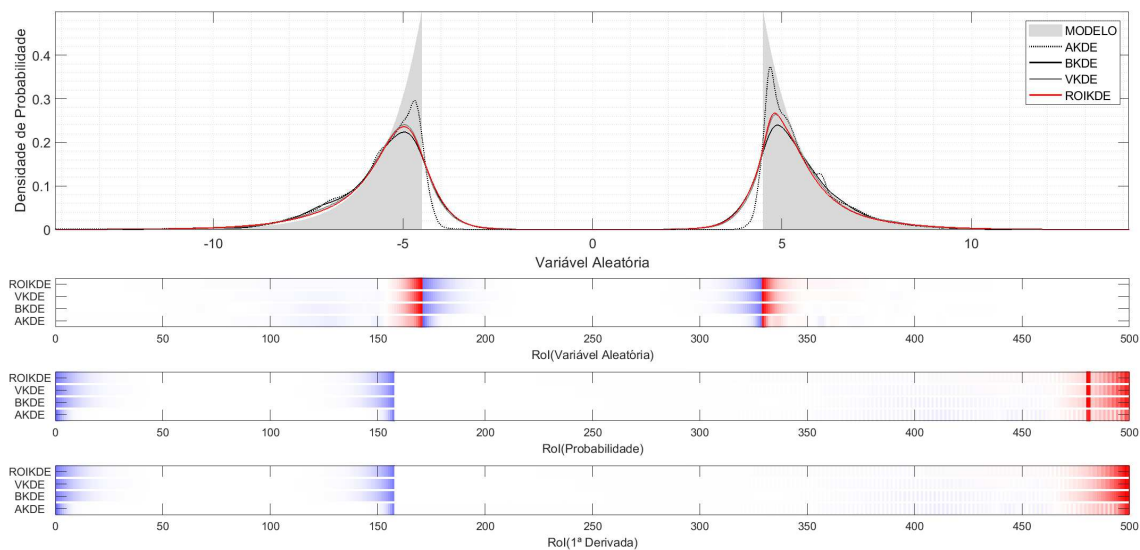 Densidade de Probabilidade
0.4
0.3
0.2
0.1
0
MODELO
AKDE
BKDE
VKDE
ROIKDE
-10 -5 0 5 10
Variável Aleatória
ROIKDE
VKDE
BKDE
AKDE
0 50 100 150 200 250 300 350 400 450 500
RoI(Variável Aleatória)
ROIKDE
VKDE
BKDE
AKDE
0 50 100 150 200 250 300 350 400 450 500
RoI(Probabilidade)
ROIKDE
VKDE
BKDE
AKDE
0 50 100 150 200 250 300 350 400 450 500
RoI(1ª Derivada)